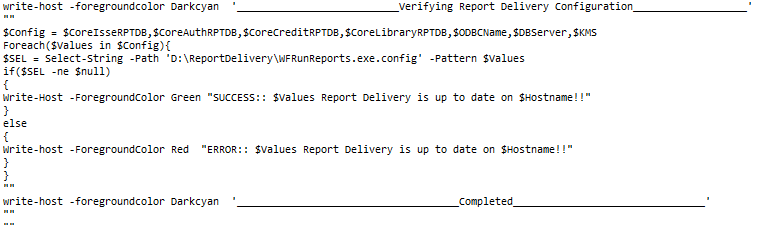 write-host -foregroundcolor Darkcyan  '_________________________Verifying Report Delivery Configuration__________________'
""
$Config = $CoreIsseRPTDB,$CoreAuthRPTDB,$CoreCreditRPTDB,$CoreLibraryRPTDB,$ODBCName,$DBServer,$KMS
Foreach($Values in $Config){
$SEL = Select-String -Path 'D:\ReportDelivery\WFRunReports.exe.config' -Pattern $Values
if($SEL -ne $null)
{
Write-Host -ForegroundColor Green "SUCCESS:: $Values Report Delivery is up to date on $Hostname!!"
}
else
{
Write-host -ForegroundColor Red  "ERROR:: $Values Report Delivery is up to date on $Hostname!!"
}
}
""
write-host -foregroundcolor Darkcyan  '___________________________________Completed______________________________'
""
""